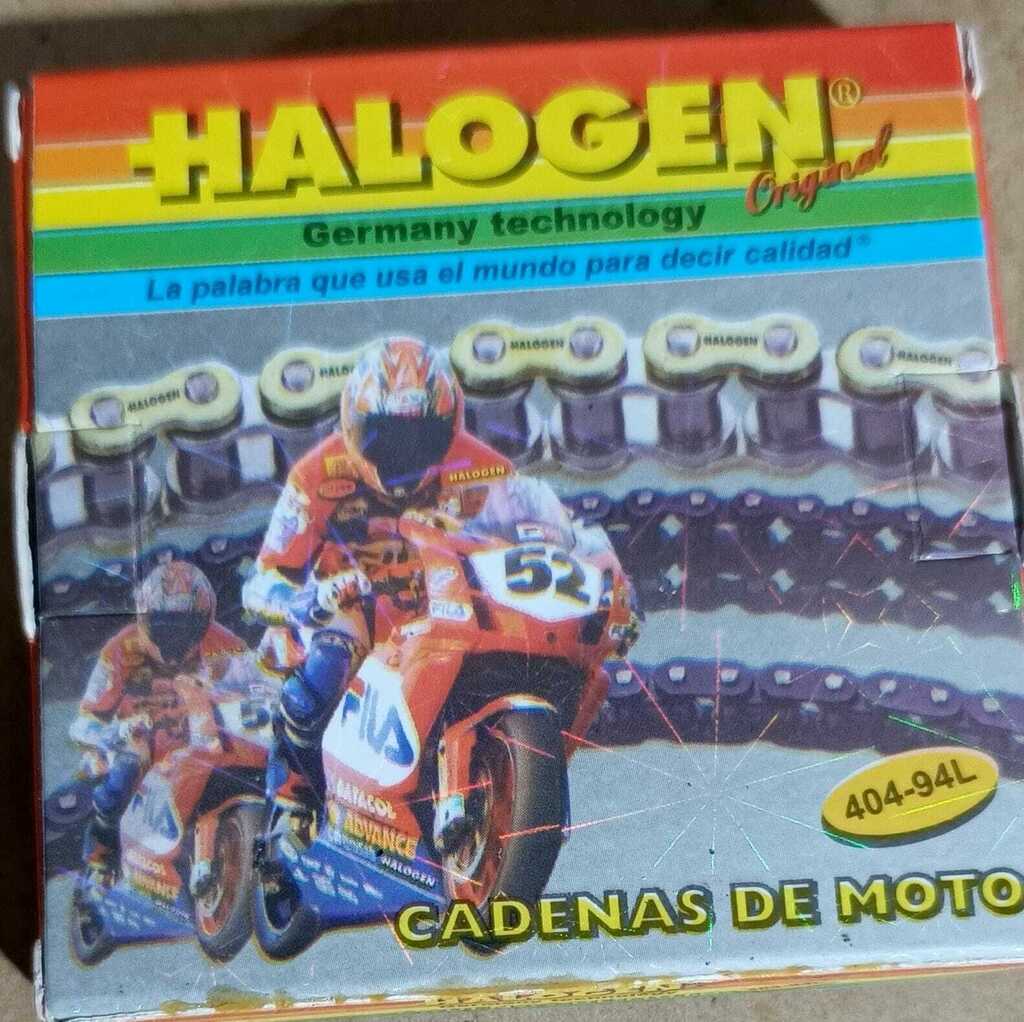 HALOGEN®
Original
Germany technology
La palabra que usa el mundo para decir calidad®
HALOGEN
HALOGEN
HALOGEN
HALOGEN
HALOGEN
52
FILA
FILA
ADVANCE
HALOGEN
404-94L
CADENAS DE MOTO